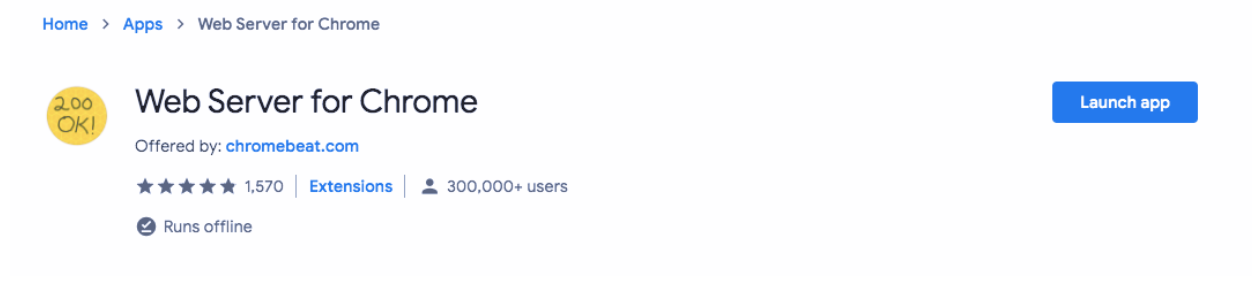 Home > Apps > Web Server for Chrome
200
OK!
Web Server for Chrome
Launch app
Offered by: chromebeat.com
1,570 | Extensions | 300,000+ users
Runs offline